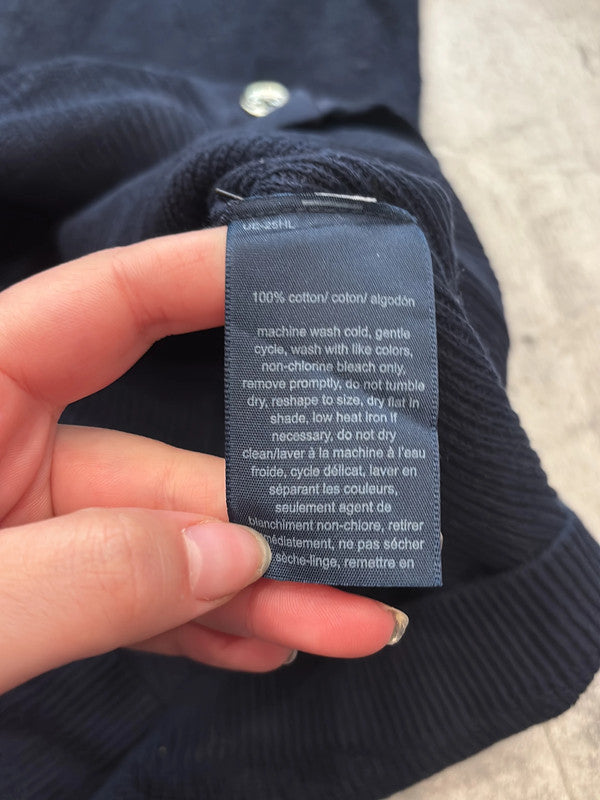 100% cotton/ coton/ algodón
machine wash cold, gentle
cycle, wash with like colors,
non-chlorine bleach only,
remove promptly, do not tumble
dry, reshape to size, dry flat in
shade, low heat iron if
necessary, do not dry
clean/laver à la machine à l'eau
froide, cycle délicat, laver en
séparant les couleurs,
seulement agent de
blanchiment non-chlore, retirer
ne pas sécher
remettre en